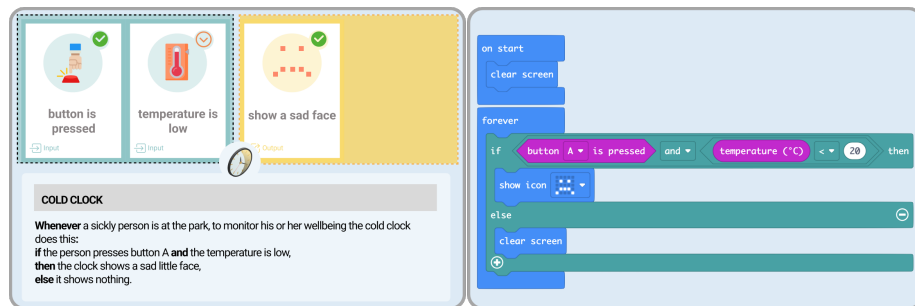 button is
pressed
Input
temperature is
low
Input
show a sad face
Output
COLD CLOCK
Whenever a sickly person is at the park, to monitor his or her wellbeing the cold clock
does this:
if the person presses button A and the temperature is low,
then the clock shows a sad little face,
else it shows nothing.
on start
clear screen
forever
if button A is pressed and temperature (°C) < 20 then
show icon
else
clear screen